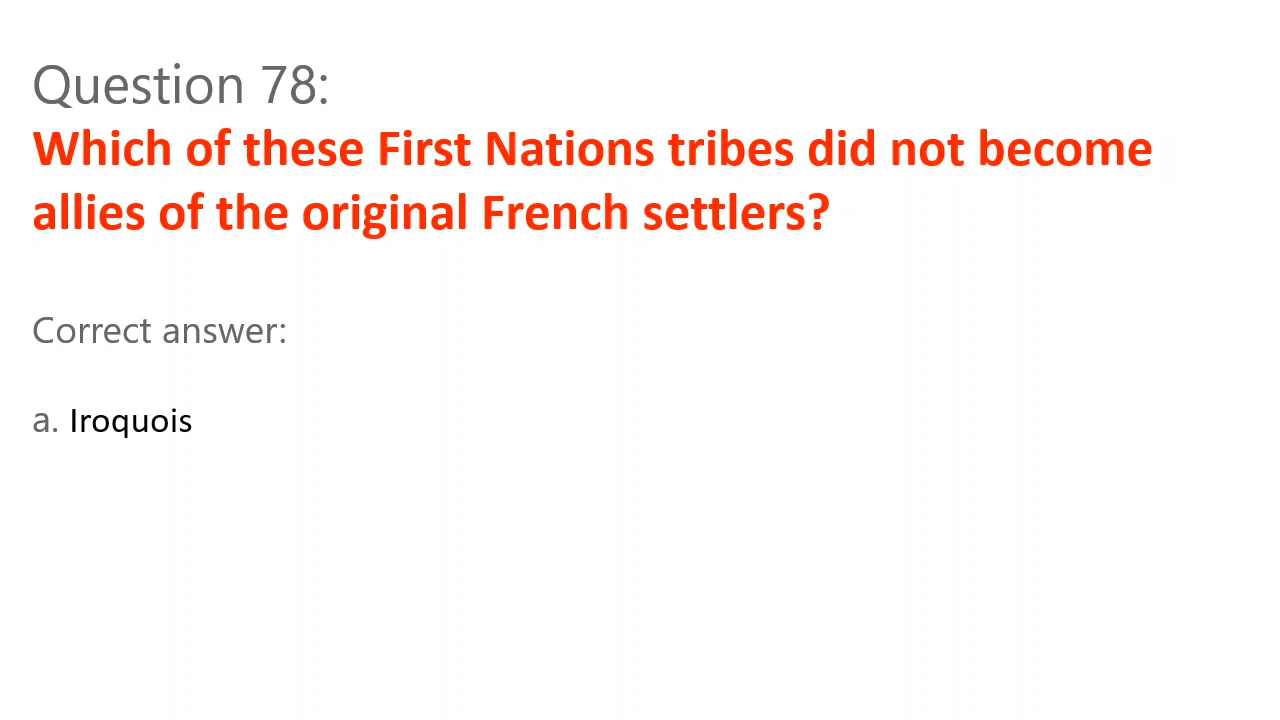 Question 78:
Which of these First Nations tribes did not become
allies of the original French settlers?
Correct answer:
a. Iroquois